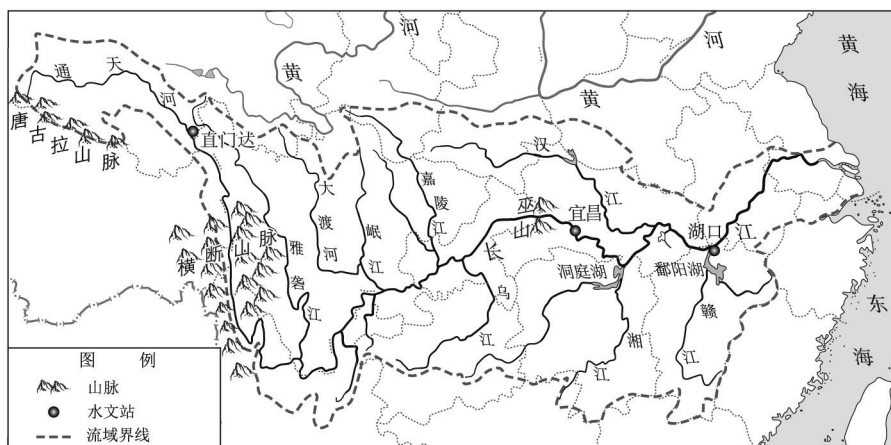 黄河
黄河
黄海
通天河
唐古拉山脉
直门达
横断山脉
雅砻江
大渡河
岷江
嘉陵江
汉江
巫山
宜昌
长江
乌江
洞庭湖
湘江
湖口
鄱阳湖
赣江
东海
图 例
山脉
水文站
流域界线